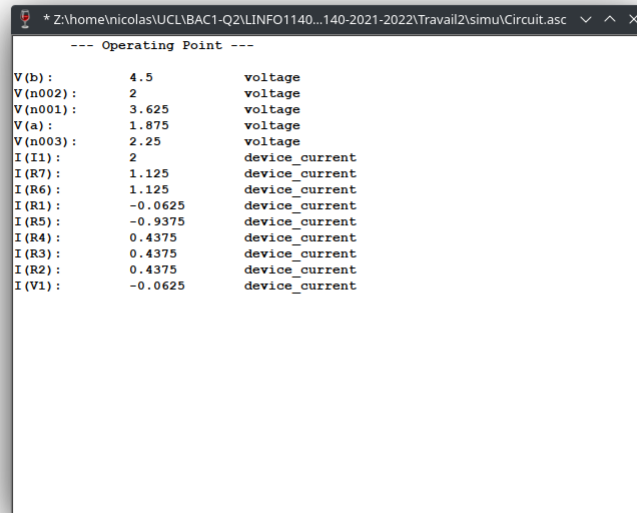 * Z:\home\nicolas\UCL\BAC1-Q2\LINFO1140...140-2021-2022\Travail2\simu\Circuit.asc
--- Operating Point ---
V(b): 4.5 voltage
V(n002): 2 voltage
V(n001): 3.625 voltage
V(a): 1.875 voltage
V(n003): 2.25 voltage
I(I1): 2 device_current
I(R7): 1.125 device_current
I(R6): 1.125 device_current
I(R1): -0.0625 device_current
I(R5): -0.9375 device_current
I(R4): 0.4375 device_current
I(R3): 0.4375 device_current
I(R2): 0.4375 device_current
I(V1): -0.0625 device_current